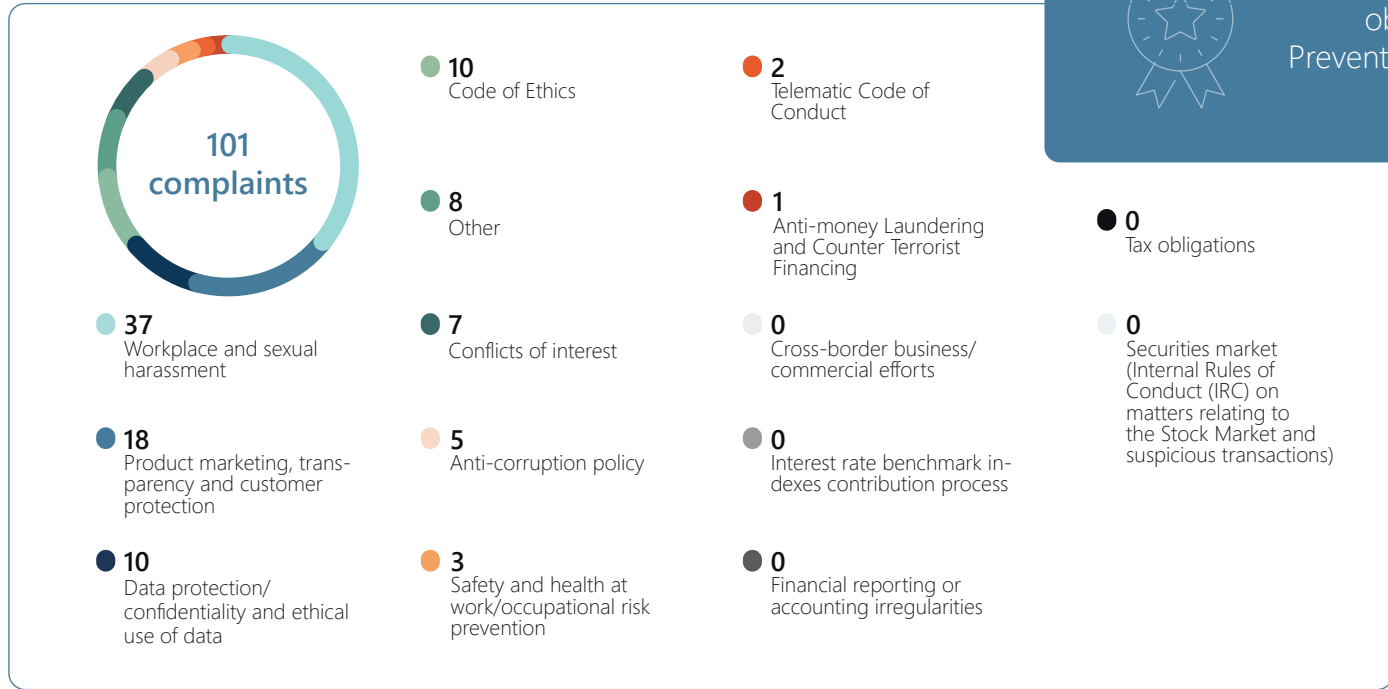 ob
Prevent
101
complaints
37
Workplace and sexual
harassment
18
Product marketing, trans-
parency and customer
protection
10
Data protection/
confidentiality and ethical
use of data
10
Code of Ethics
8
Other
7
Conflicts of interest
5
Anti-corruption policy
3
Safety and health at
work/occupational risk
prevention
2
Telematic Code of
Conduct
1
Anti-money Laundering
and Counter Terrorist
Financing
0
Cross-border business/
commercial efforts
0
Interest rate benchmark in-
dexes contribution process
0
Financial reporting or
accounting irregularities
0
Tax obligations
0
Securities market
(Internal Rules of
Conduct (IRC) on
matters relating to
the Stock Market and
suspicious transactions)